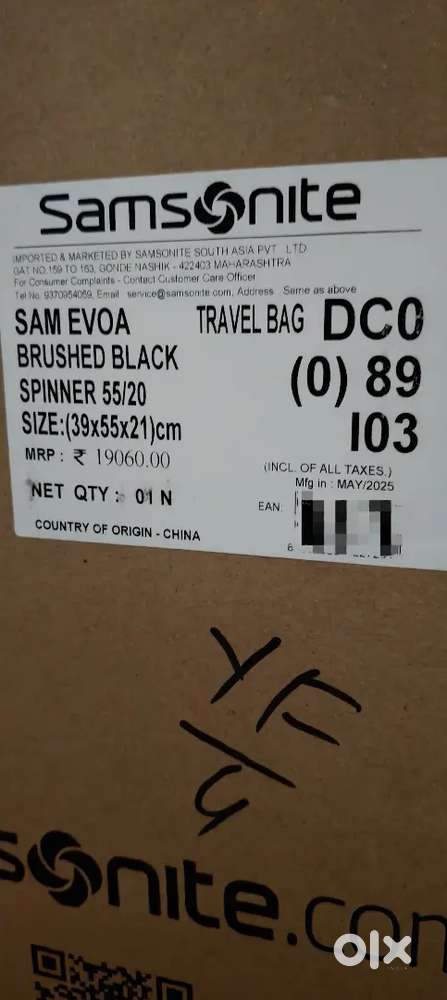 Samsonite
IMPORTED & MARKETED BY SAMSONITE SOUTH ASIA PVT. LTD
GAT NO.159 TO 163, GONDE NASHIK - 422403 MAHARASHTRA
For Consumer Complaints - Contact Customer Care Officer
Tel No. 9370954059, Email service@samsonite.com, Address Same as above
SAM EVOA TRAVEL BAG DC0
BRUSHED BLACK (0) 89
SPINNER 55/20 I03
SIZE:(39x55x21)cm
MRP : ₹ 19060.00 (INCL. OF ALL TAXES.)
Mfg in : MAY/2025
NET QTY : 01 N EAN:
COUNTRY OF ORIGIN - CHINA
YF
G
sonite.com
olx